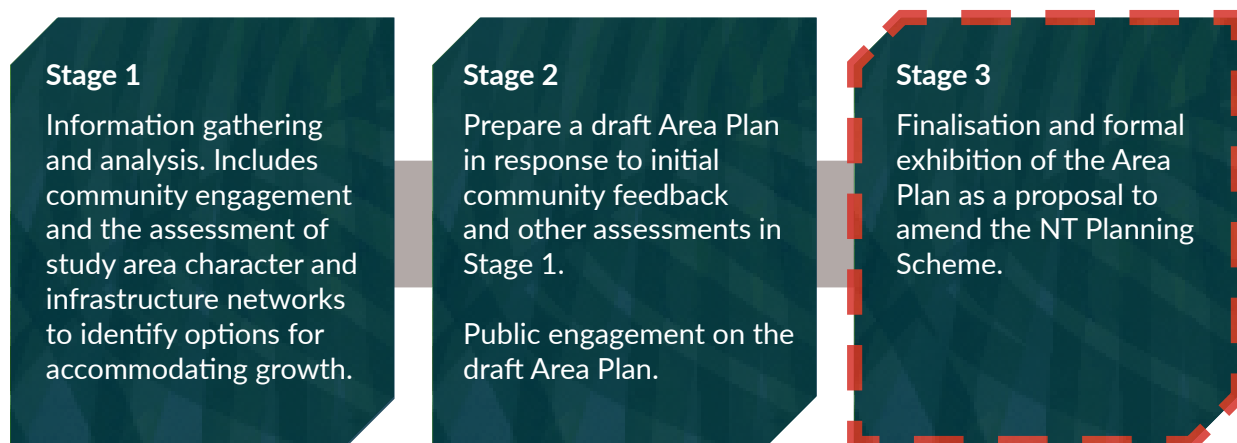 Stage 1
Information gathering
and analysis. Includes
community engagement
and the assessment of
study area character and
infrastructure networks
to identify options for
accommodating growth.
Stage 2
Prepare a draft Area Plan
in response to initial
community feedback
and other assessments in
Stage 1.
Public engagement on the
draft Area Plan.
Stage 3
Finalisation and formal
exhibition of the Area
Plan as a proposal to
amend the NT Planning
Scheme.